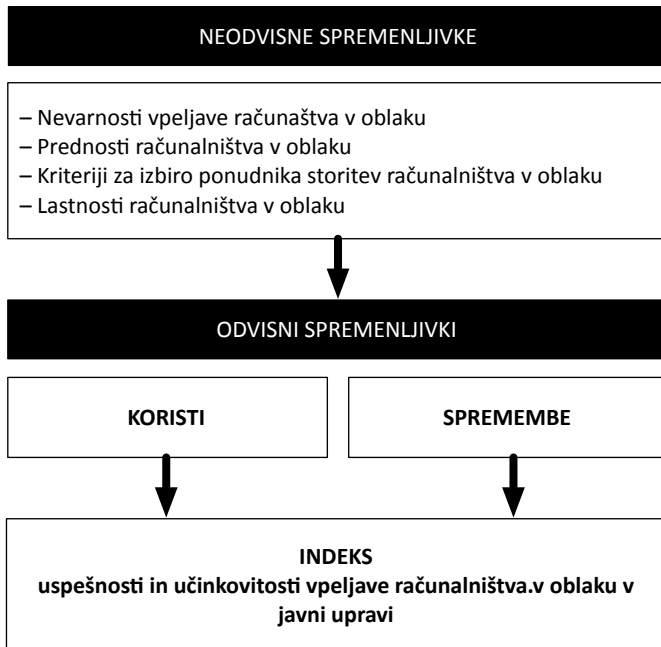 NEODVISNE SPREMENLJIVKE
– Nevarnosti vpeljave računaštva v oblaku
– Prednosti računalništva v oblaku
– Kriteriji za izbiro ponudnika storitev računalništva v oblaku
– Lastnosti računalništva v oblaku
ODVISNI SPREMENLJIVKI
KORISTI
SPREMEMBE
INDEKS
uspešnosti in učinkovitosti vpeljave računalništva.v oblaku v
javni upravi